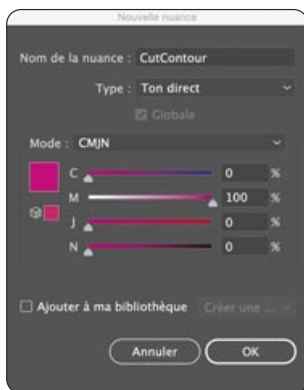 Nouvelle nuance
Nom de la nuance : CutContour
Type : Ton direct
Globale
Mode : CMJN
C 0 %
M 100 %
J 0 %
N 0 %
Ajouter à ma bibliothèque Créer une ...
Annuler OK